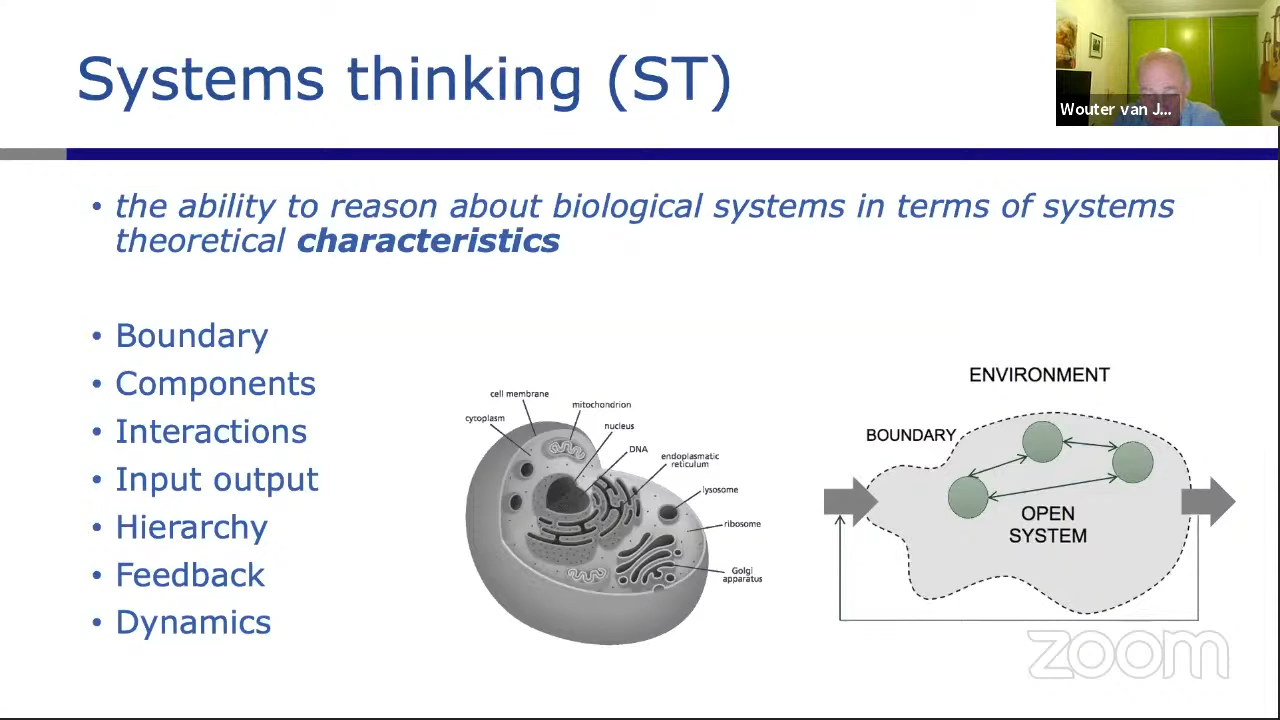 Systems thinking (ST)
Wouter van J...
• the ability to reason about biological systems in terms of systems
theoretical characteristics
• Boundary
• Components
• Interactions
• Input output
• Hierarchy
• Feedback
• Dynamics
cell membrane
mitochondrion
cytoplasm
nucleus
DNA
endoplasmatic
reticulum
lysosome
ribosome
Golgi
apparatus
ENVIRONMENT
BOUNDARY
OPEN
SYSTEM
zoom